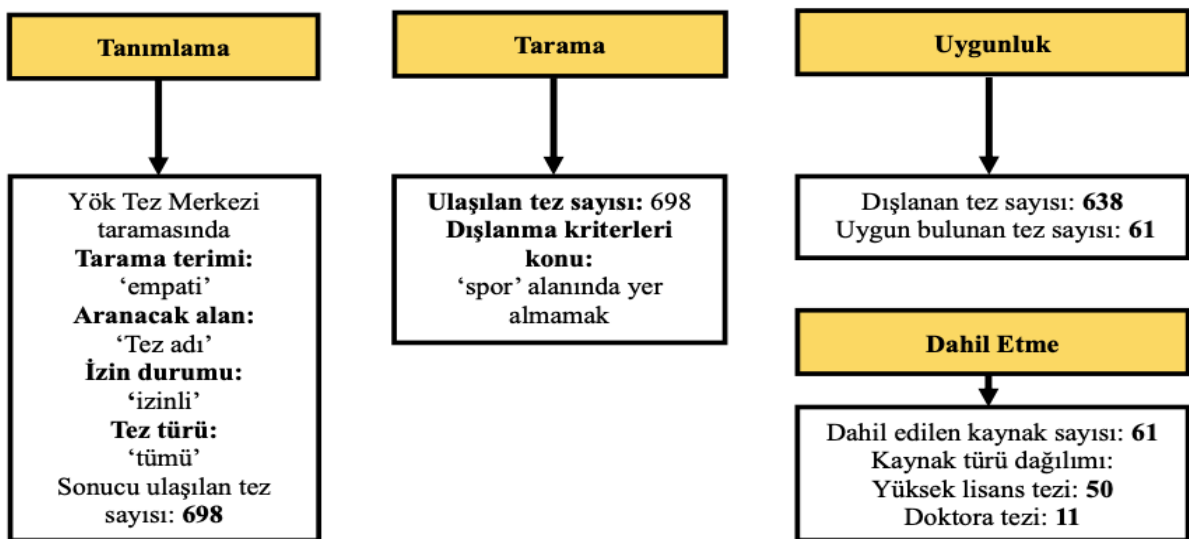 Tanımlama
Yök Tez Merkezi
taramasında
Tarama terimi:
‘empati’
Aranacak alan:
‘Tez adı’
İzin durumu:
‘izinli’
Tez türü:
‘tümü’
Sonucu ulaşılan tez
sayısı: 698
Tarama
Ulaşılan tez sayısı: 698
Dışlanma kriterleri
konu:
‘spor’ alanında yer
almamak
Uygunluk
Dışlanan tez sayısı: 638
Uygun bulunan tez sayısı: 61
Dahil Etme
Dahil edilen kaynak sayısı: 61
Kaynak türü dağılımı:
Yüksek lisans tezi: 50
Doktora tezi: 11